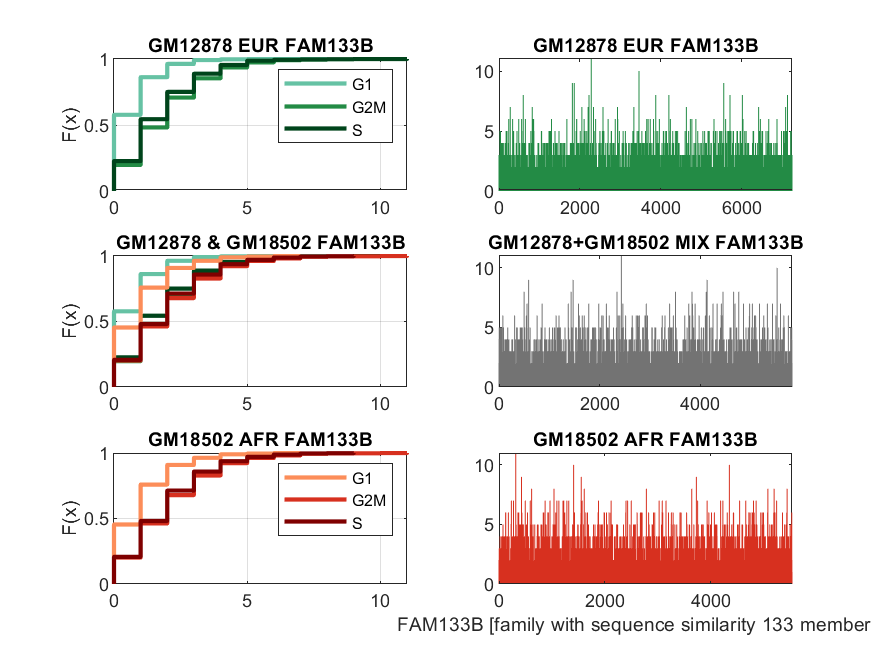 GM12878 EUR FAM133B
F(x)
1
0.5
0
0 5 10
G1
G2M
S
GM12878 EUR FAM133B
10
5
0
0 2000 4000 6000
GM12878 & GM18502 FAM133B
F(x)
1
0.5
0
0 5 10
GM12878+GM18502 MIX FAM133B
10
5
0
0 2000 4000
GM18502 AFR FAM133B
F(x)
1
0.5
0
0 5 10
G1
G2M
S
GM18502 AFR FAM133B
10
5
0
0 2000 4000
FAM133B [family with sequence similarity 133 member